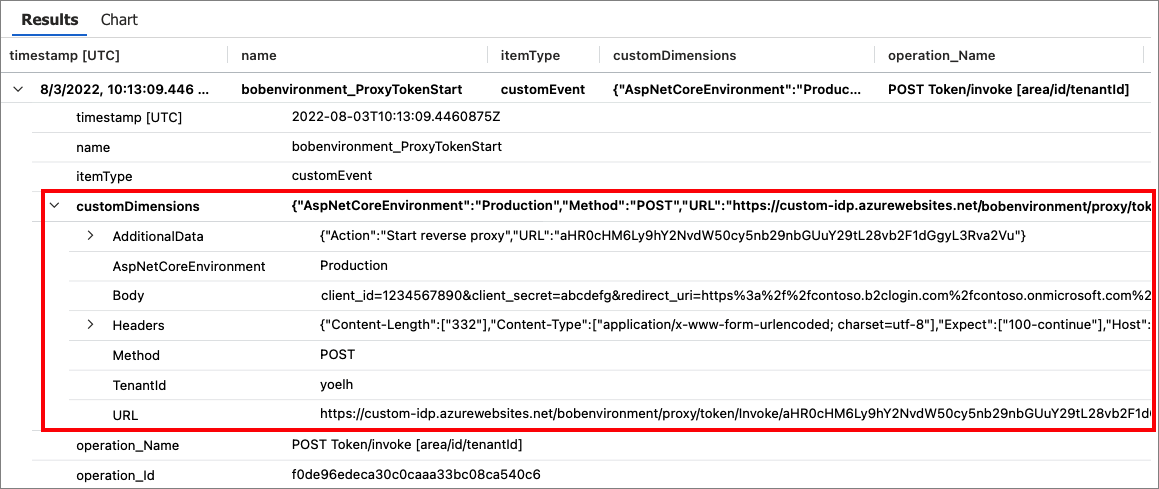 Results Chart
timestamp [UTC] name itemType customDimensions operation_Name
8/3/2022, 10:13:09.446 ... bobenvironment_ProxyTokenStart customEvent {"AspNetCoreEnvironment":"Produc... POST Token/invoke [area/id/tenantId]
timestamp [UTC] 2022-08-03T10:13:09.4460875Z
name bobenvironment_ProxyTokenStart
itemType customEvent
customDimensions {"AspNetCoreEnvironment":"Production","Method":"POST","URL":"https://custom-idp.azurewebsites.net/bobenvironment/proxy/tok
AdditionalData {"Action":"Start reverse proxy","URL":"aHR0cHM6Ly9hY2NvdW50cy5nb29nbGUuY29tL28vb2F1dGgyL3Rva2Vu"}
AspNetCoreEnvironment Production
Body client_id=1234567890&client_secret=abcdefg&redirect_uri=https%3a%2f%2fcontoso.b2clogin.com%2fcontoso.onmicrosoft.com%2
Headers {"Content-Length":["332"],"Content-Type":["application/x-www-form-urlencoded; charset=utf-8"],"Expect":["100-continue"],"Host":
Method POST
TenantId yoelh
URL https://custom-idp.azurewebsites.net/bobenvironment/proxy/token/Invoke/aHR0cHM6Ly9hY2NvdW50cy5nb29nbGUuY29tL28vb2F1d
operation_Name POST Token/invoke [area/id/tenantId]
operation_Id f0de96edeca30c0caaa33bc08ca540c6